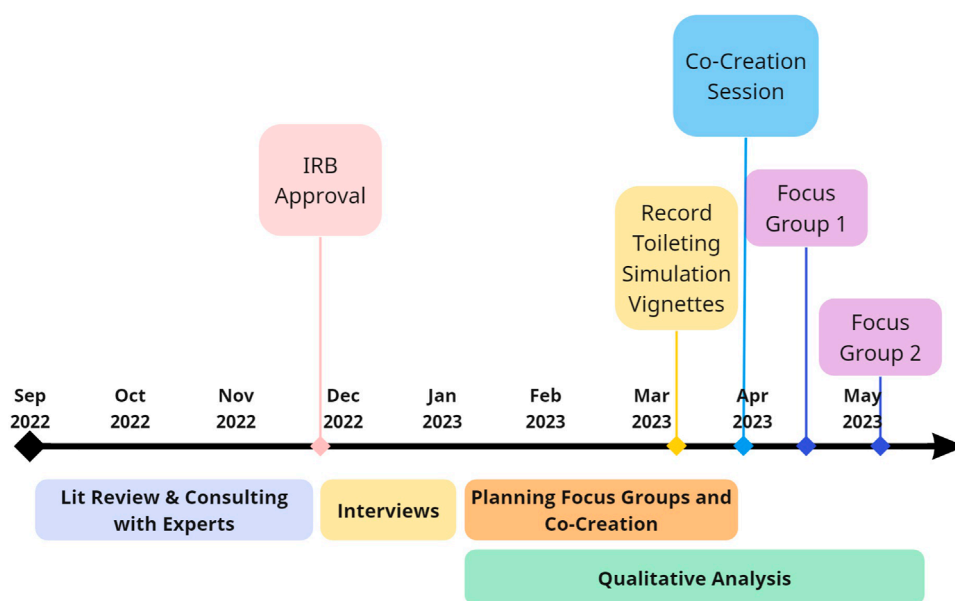 Co-Creation
Session
IRB
Approval
Focus
Group 1
Record
Toileting
Simulation
Vignettes
Focus
Group 2
Sep
2022
Oct
2022
Nov
2022
Dec
2022
Jan
2023
Feb
2023
Mar
2023
Apr
2023
May
2023
Lit Review & Consulting
with Experts
Interviews
Planning Focus Groups and
Co-Creation
Qualitative Analysis